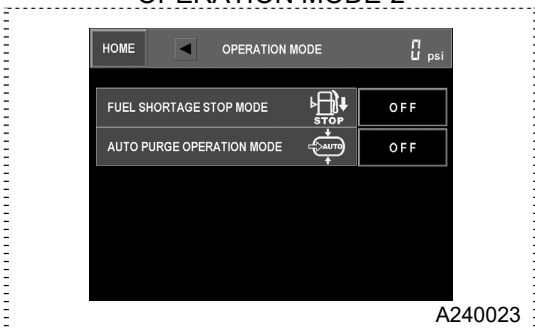 OPERATION MODE 2
HOME ◀ OPERATION MODE 0 psi
FUEL SHORTAGE STOP MODE STOP OFF
AUTO PURGE OPERATION MODE AUTO OFF
A240023